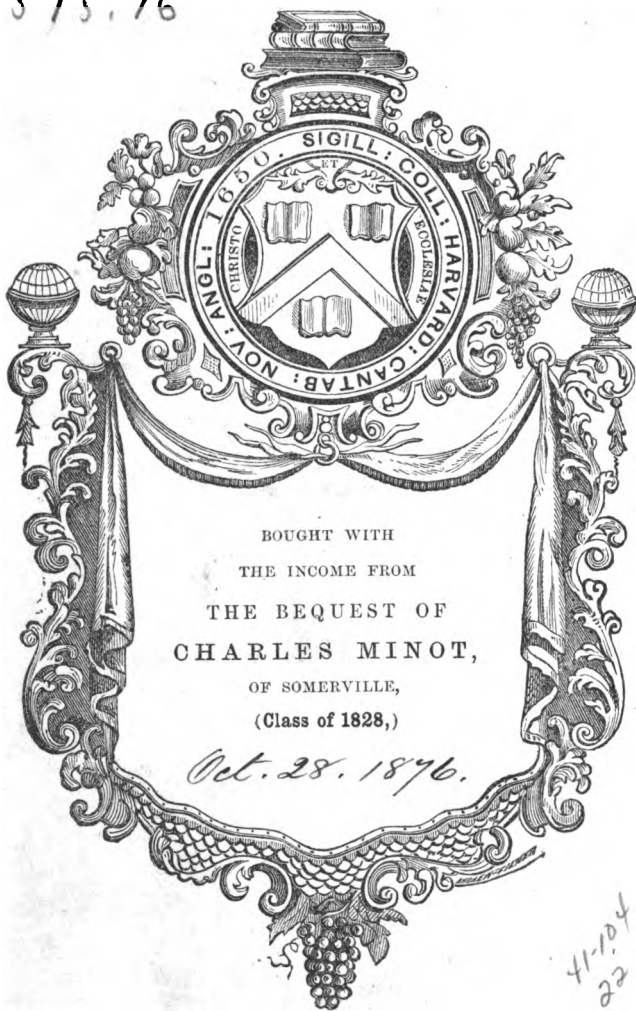 SIGILL: COLL: HARVARD: CANTAB: NOV: ANGL: 1650.
ET
CHRISTO
ECCLESIAE
BOUGHT WITH
THE INCOME FROM
THE BEQUEST OF
CHARLES MINOT,
OF SOMERVILLE,
(Class of 1828,)
Oct. 28. 1876.
41-104
22